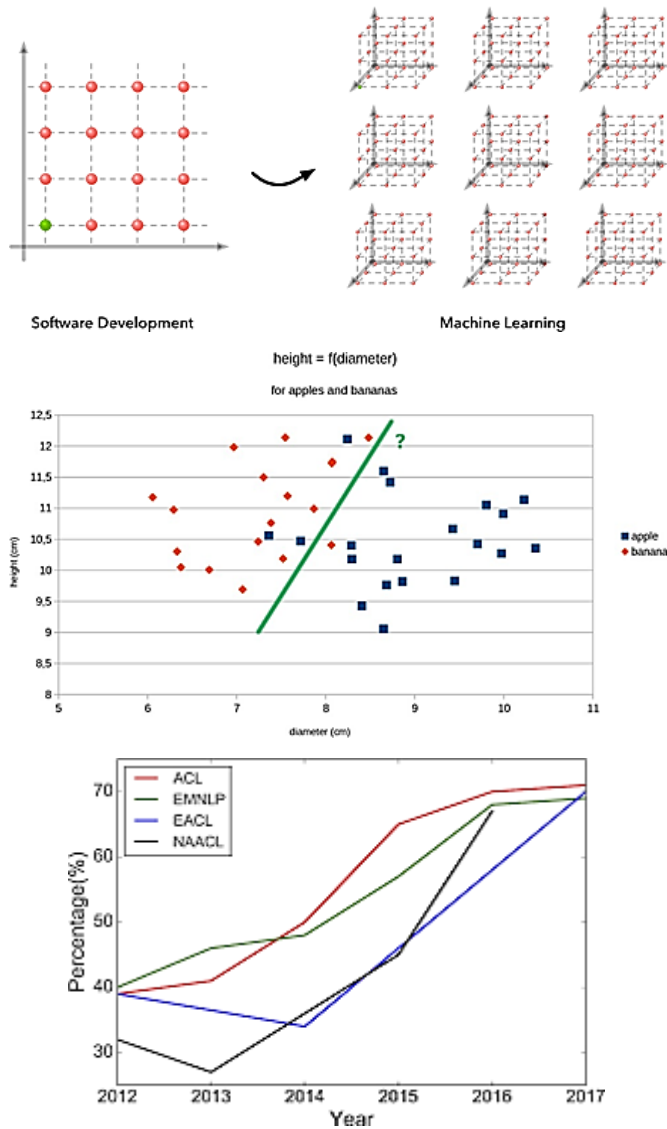 Software Development
Machine Learning
height = f(diameter)
for apples and bananas
12,5
12
11,5
11
10,5
10
9,5
9
8,5
8
height (cm)
?
apple
banana
5 6 7 8 9 10 11
diameter (cm)
ACL
EMNLP
EACL
NAACL
70
60
50
40
30
Percentage(%)
2012 2013 2014 2015 2016 2017
Year